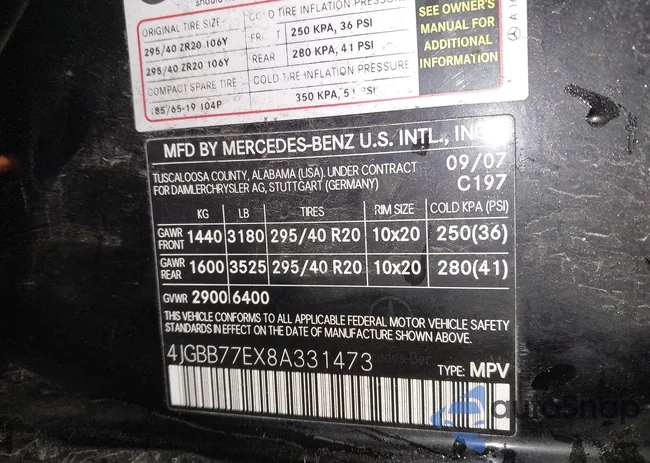 should
ORIGINAL TIRE SIZE
COLD TIRE INFLATION PRESSURE
295/40 ZR20 106Y
FRONT
250 KPA, 36 PSI
295/40 ZR20 106Y
REAR
280 KPA, 41 PSI
COMPACT SPARE TIRE
COLD TIRE INFLATION PRESSURE
185/65-19 104P
350 KPA, 51 PSI
SEE OWNER'S
MANUAL FOR
ADDITIONAL
INFORMATION
MFD BY MERCEDES-BENZ U.S. INTL., INC
TUSCALOOSA COUNTY, ALABAMA (USA). UNDER CONTRACT 09/07
FOR DAIMLERCHRYSLER AG, STUTTGART (GERMANY) C197
KG LB TIRES RIM SIZE COLD KPA (PSI)
GAWR FRONT 1440 3180 295/40 R20 10x20 250(36)
GAWR REAR 1600 3525 295/40 R20 10x20 280(41)
GVWR 2900 6400
THIS VEHICLE CONFORMS TO ALL APPLICABLE FEDERAL MOTOR VEHICLE SAFETY
STANDARDS IN EFFECT ON THE DATE OF MANUFACTURE SHOWN ABOVE.
4JGBB77EX8A331473 TYPE: MPV
autoSnap